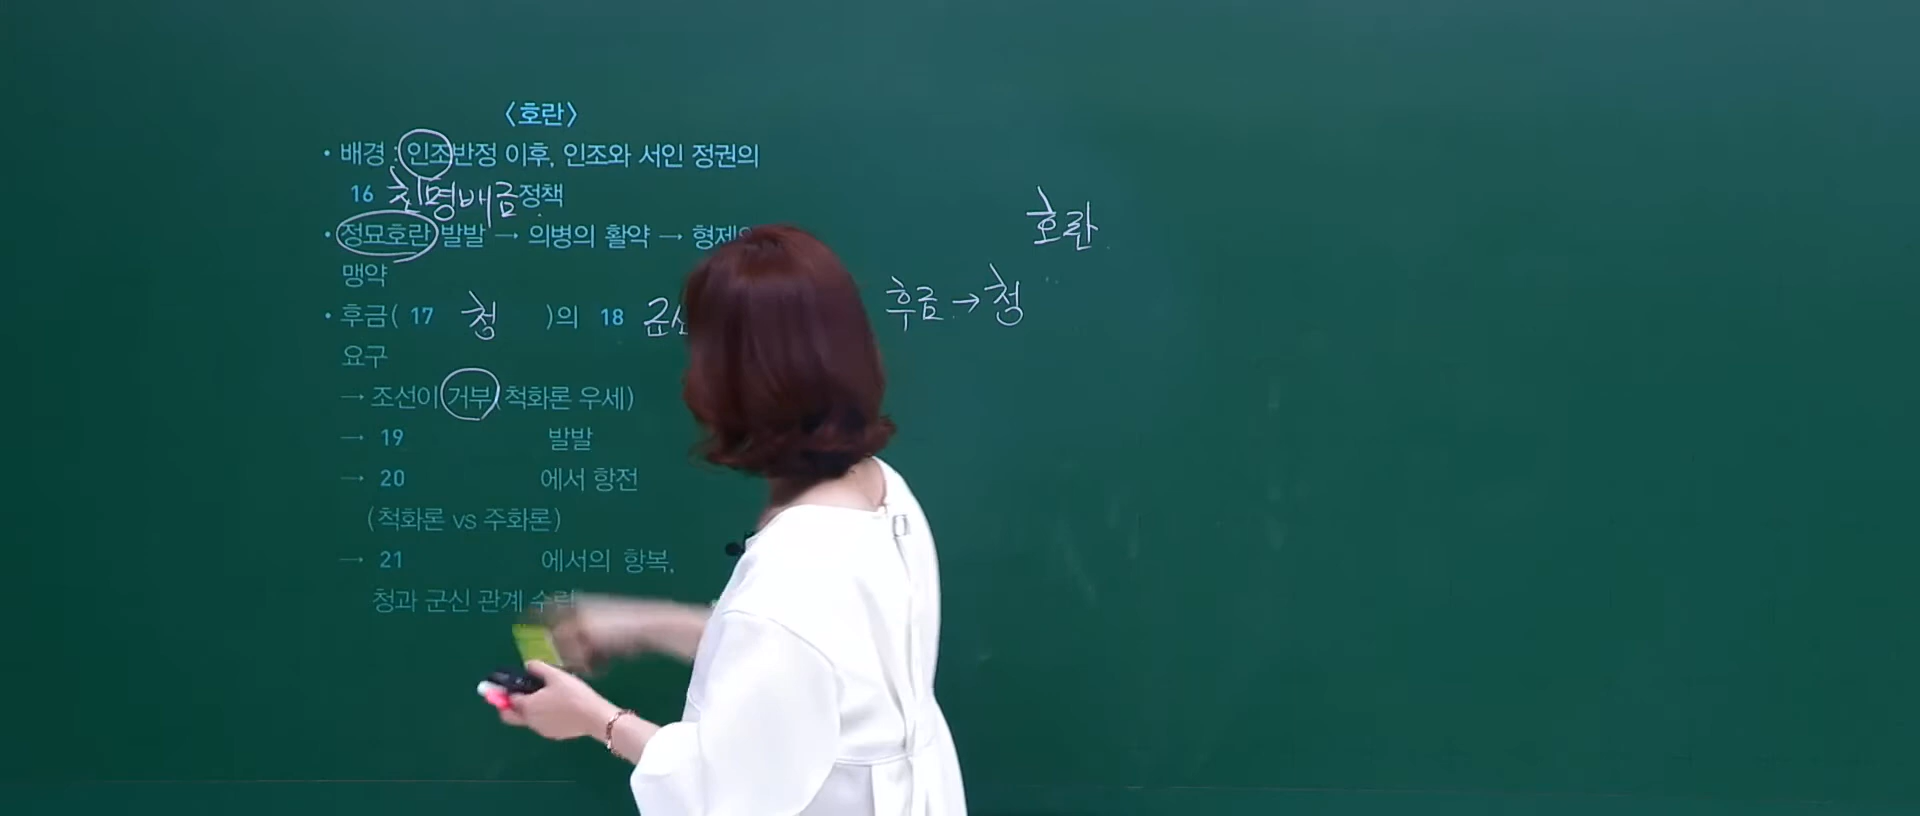 〈호란〉
• 배경 : 인조반정 이후, 인조와 서인 정권의
16 친명배금 정책
• 정묘호란 발발 → 의병의 활약 → 형제의
맹약
• 후금( 17 청 )의 18 군신
요구
→ 조선이 거부(척화론 우세)
→ 19 발발
→ 20 에서 항전
(척화론 vs 주화론)
→ 21 에서의 항복,
청과 군신 관계 수립
호란
후금 → 청